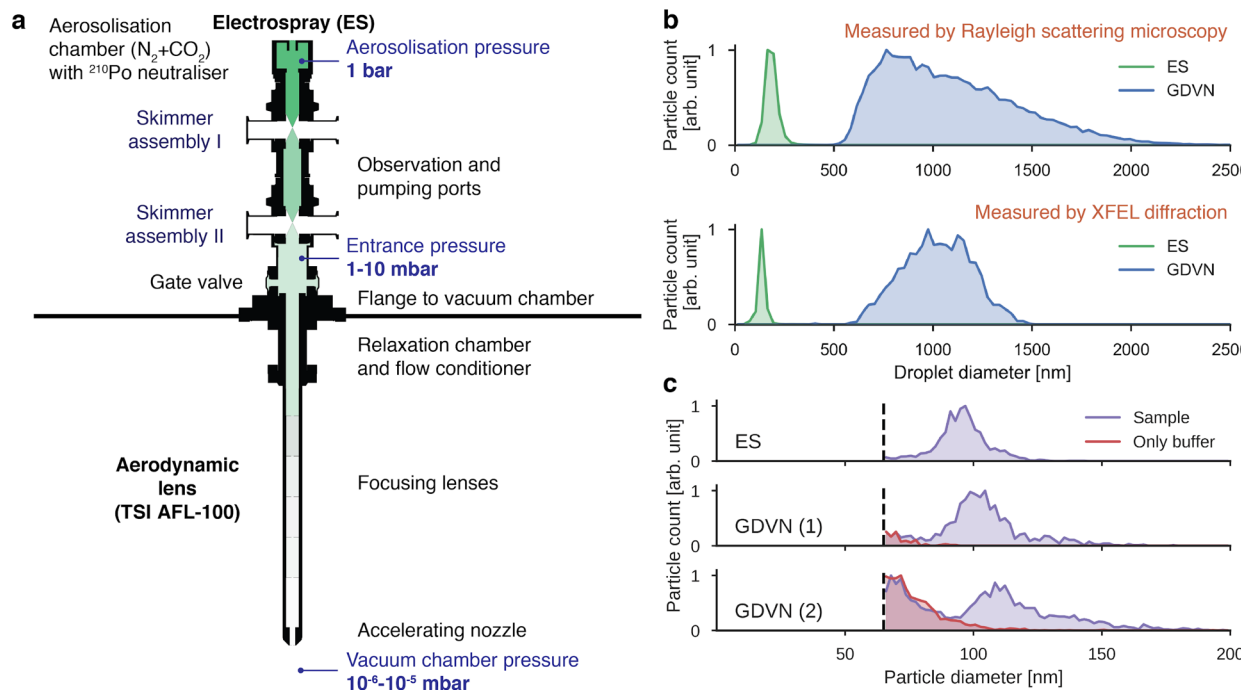 a
Electrospray (ES)
Aerosolisation
chamber (N₂+CO₂)
with ²¹⁰Po neutraliser
Aerosolisation pressure
1 bar
Skimmer
assembly I
Observation and
pumping ports
Skimmer
assembly II
Entrance pressure
1-10 mbar
Gate valve
Flange to vacuum chamber
Relaxation chamber
and flow conditioner
Aerodynamic
lens
(TSI AFL-100)
Focusing lenses
Accelerating nozzle
Vacuum chamber pressure
10⁻⁶-10⁻⁵ mbar
b
Measured by Rayleigh scattering microscopy
Particle count
[arb. unit]
1
0
ES
GDVN
0 500 1000 1500 2000 2500
Measured by XFEL diffraction
Particle count
[arb. unit]
1
0
ES
GDVN
0 500 1000 1500 2000 2500
Droplet diameter [nm]
c
Particle count [arb. unit]
1
ES
Sample
Only buffer
1
GDVN (1)
1
GDVN (2)
50 100 150 200
Particle diameter [nm]